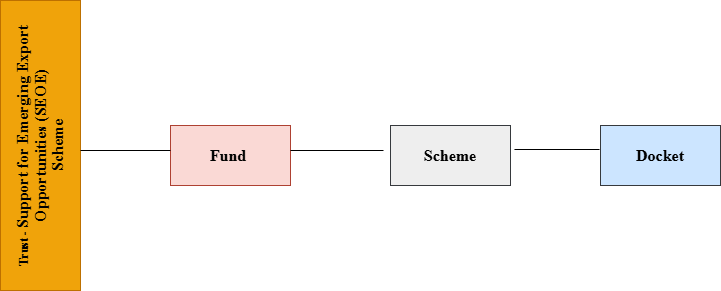 Trust - Support for Emerging Export
Opportunities (SEOE)
Scheme
Fund
Scheme
Docket